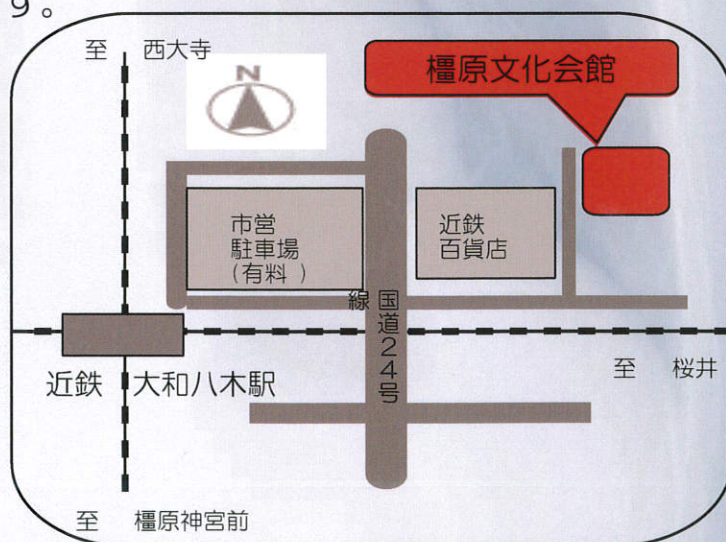 す。
至 西大寺
N
橿原文化会館
市営
駐車場
(有料 )
近鉄
百貨店
国道24号
線
近鉄 大和八木駅
至 桜井
至 橿原神宮前